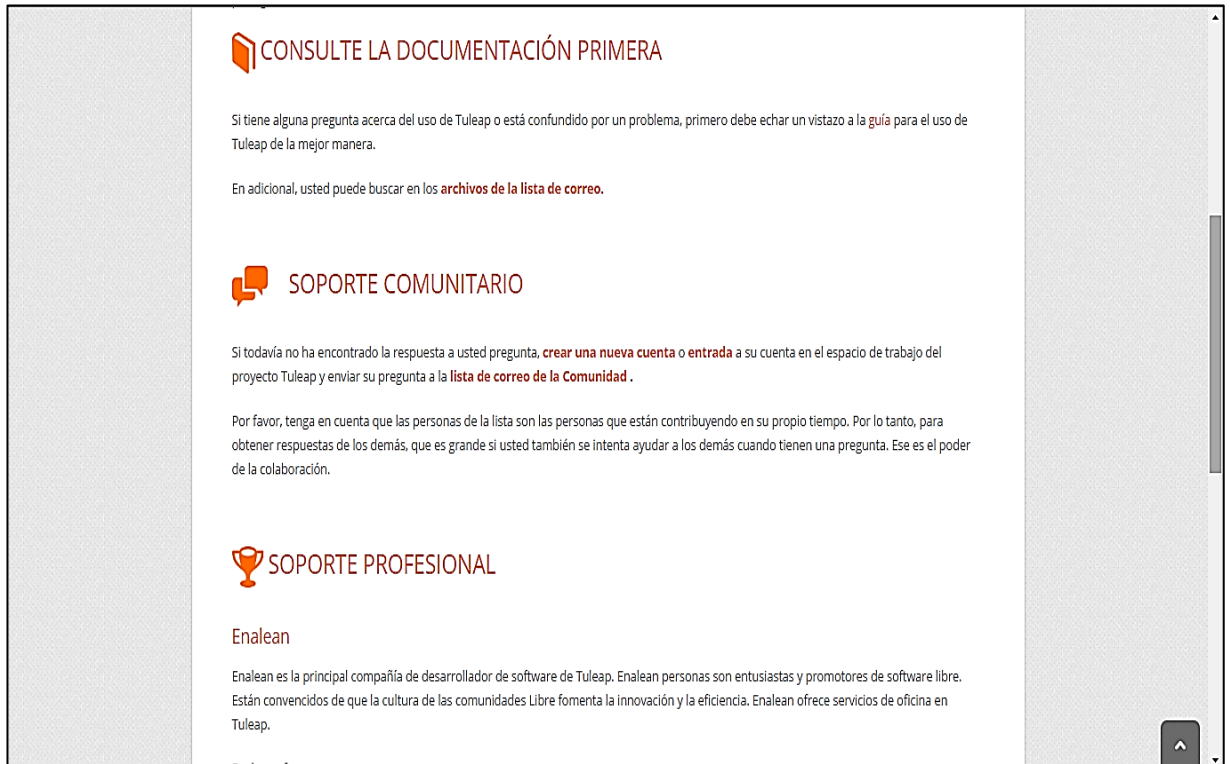 CONSULTE LA DOCUMENTACIÓN PRIMERA
Si tiene alguna pregunta acerca del uso de Tuleap o está confundido por un problema, primero debe echar un vistazo a la guía para el uso de
Tuleap de la mejor manera.
En adicional, usted puede buscar en los archivos de la lista de correo.
SOPORTE COMUNITARIO
Si todavía no ha encontrado la respuesta a usted pregunta, crear una nueva cuenta o entrada a su cuenta en el espacio de trabajo del
proyecto Tuleap y enviar su pregunta a la lista de correo de la Comunidad .
Por favor, tenga en cuenta que las personas de la lista son las personas que están contribuyendo en su propio tiempo. Por lo tanto, para
obtener respuestas de los demás, que es grande si usted también se intenta ayudar a los demás cuando tienen una pregunta. Ese es el poder
de la colaboración.
SOPORTE PROFESIONAL
Enalean
Enalean es la principal compañía de desarrollador de software de Tuleap. Enalean personas son entusiastas y promotores de software libre.
Están convencidos de que la cultura de las comunidades Libre fomenta la innovación y la eficiencia. Enalean ofrece servicios de oficina en
Tuleap.